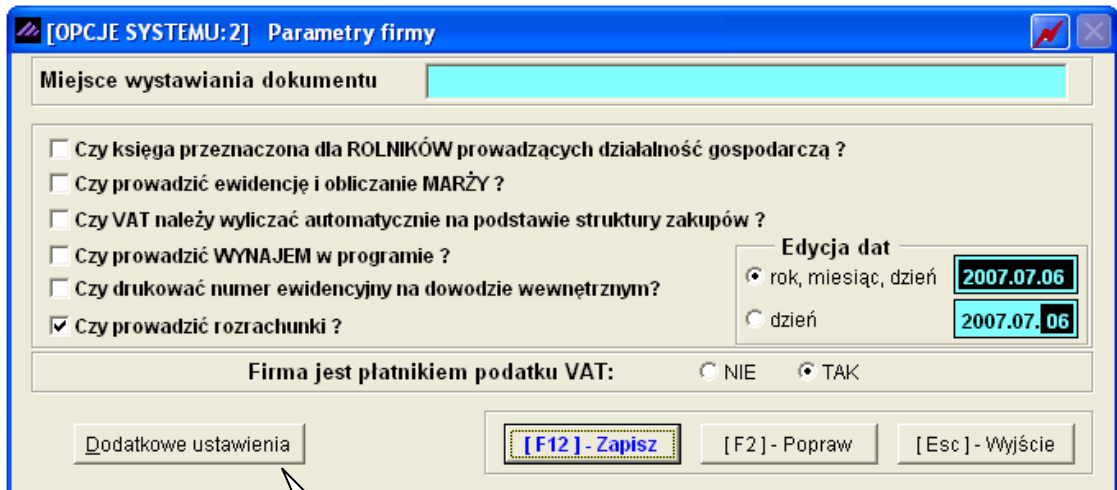 [OPCJE SYSTEMU: 2] Parametry firmy
Miejsce wystawiania dokumentu
Czy księga przeznaczona dla ROLNIKÓW prowadzących działalność gospodarczą ?
Czy prowadzić ewidencję i obliczanie MARŻY ?
Czy VAT należy wyliczać automatycznie na podstawie struktury zakupów ?
Czy prowadzić WYNAJEM w programie ?
Czy drukować numer ewidencyjny na dowodzie wewnętrznym?
Czy prowadzić rozrachunki ?
Edycja dat
rok, miesiąc, dzień 2007.07.06
dzień 2007.07.06
Firma jest płatnikiem podatku VAT: NIE TAK
Dodatkowe ustawienia [ F12 ] - Zapisz [ F2 ] - Popraw [ Esc ] - Wyjście